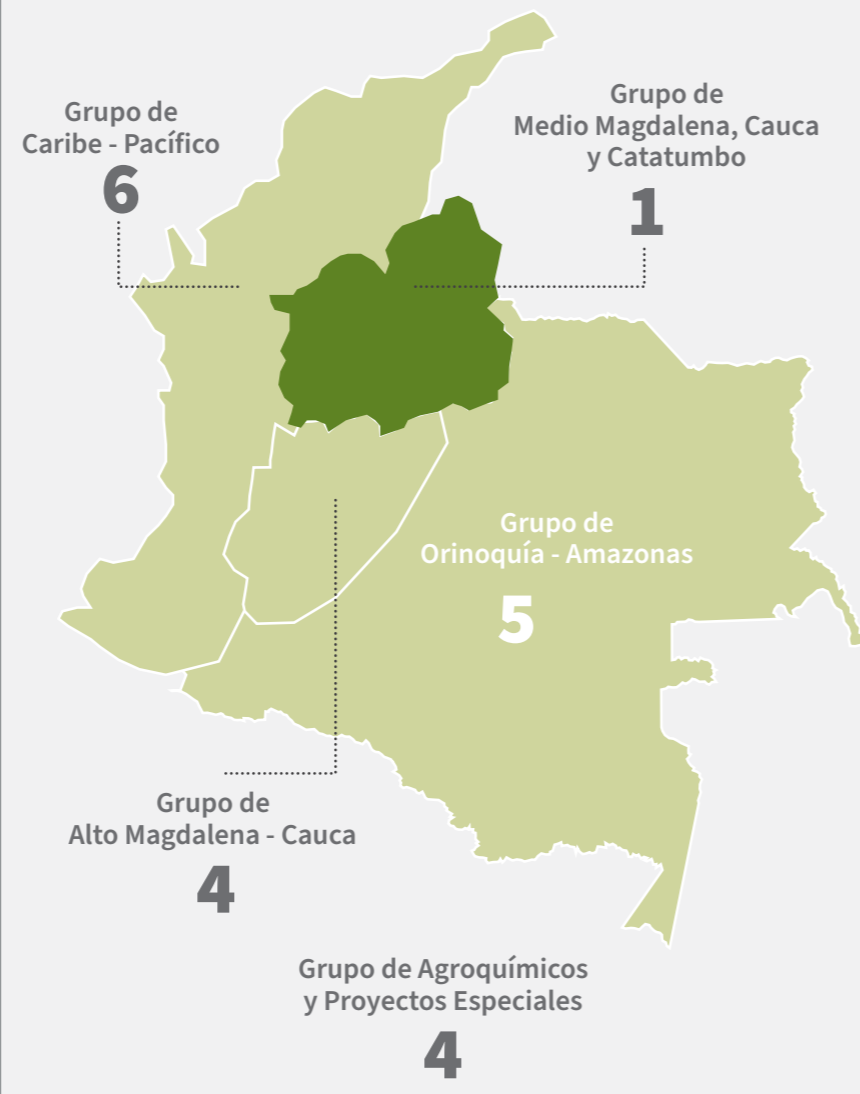 Grupo de
Caribe - Pacífico
6
Grupo de
Medio Magdalena, Cauca
y Catatumbo
1
Grupo de
Orinoquía - Amazonas
5
Grupo de
Alto Magdalena - Cauca
4
Grupo de Agroquímicos
y Proyectos Especiales
4